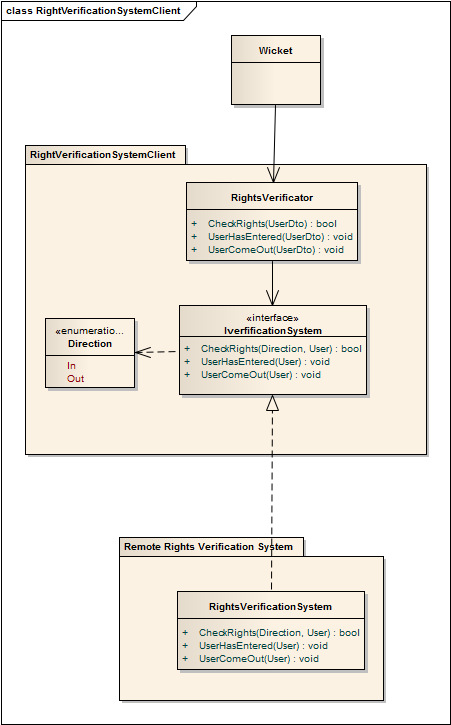 class RightVerificationSystemClient
Wicket
RightVerificationSystemClient
RightsVerificator
+ CheckRights(UserDto) : bool
+ UserHasEntered(UserDto) : void
+ UserComeOut(UserDto) : void
«enumeratio...
Direction
In
Out
«interface»
IverfificationSystem
+ CheckRights(Direction, User) : bool
+ UserHasEntered(User) : void
+ UserComeOut(User) : void
Remote Rights Verification System
RightsVerificationSystem
+ CheckRights(Direction, User) : bool
+ UserHasEntered(User) : void
+ UserComeOut(User) : void